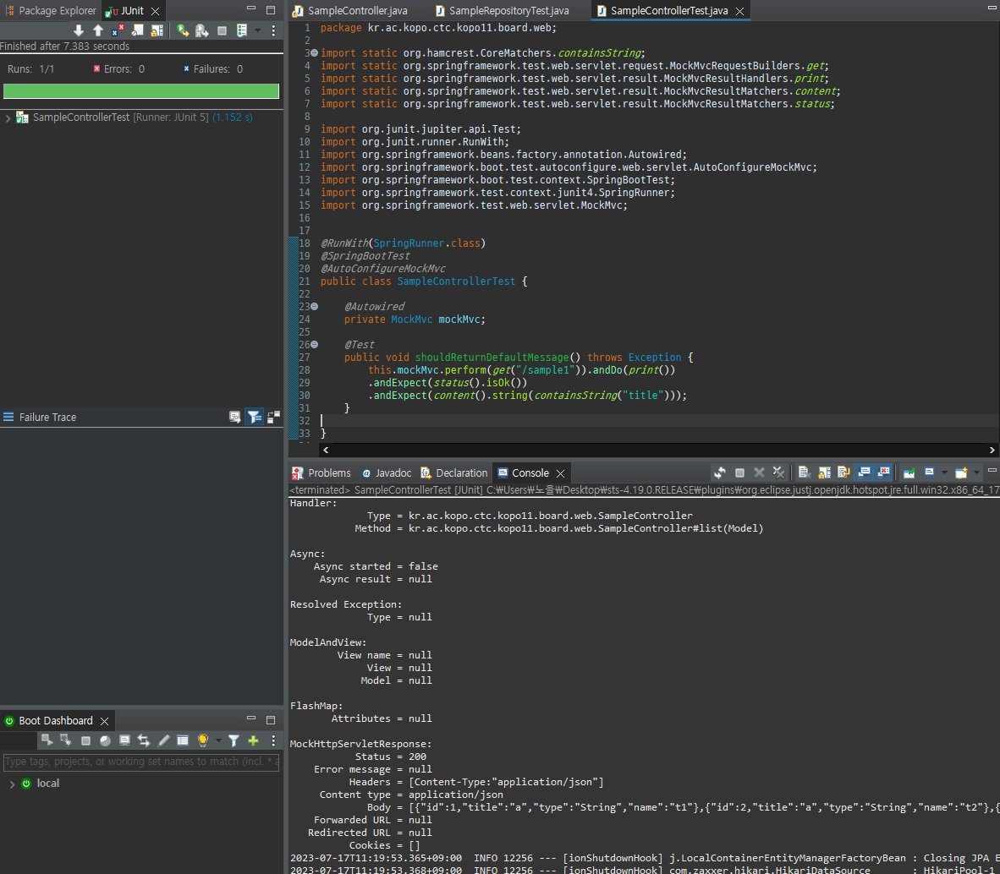 Package Explorer
JUnit
Finished after 7.383 seconds
Runs: 1/1
Errors: 0
Failures: 0
SampleControllerTest [Runner: JUnit 5] (1.152 s)
Failure Trace
Boot Dashboard
Type tags, projects, or working set names to match (incl. * a
local
SampleController.java
SampleRepositoryTest.java
SampleControllerTest.java
1 package kr.ac.kopo.ctc.kopo11.board.web;
2
3 import static org.hamcrest.CoreMatchers.containsString;
4 import static org.springframework.test.web.servlet.request.MockMvcRequestBuilders.get;
5 import static org.springframework.test.web.servlet.result.MockMvcResultHandlers.print;
6 import static org.springframework.test.web.servlet.result.MockMvcResultMatchers.content;
7 import static org.springframework.test.web.servlet.result.MockMvcResultMatchers.status;
8
9 import org.junit.jupiter.api.Test;
10 import org.junit.runner.RunWith;
11 import org.springframework.beans.factory.annotation.Autowired;
12 import org.springframework.boot.test.autoconfigure.web.servlet.AutoConfigureMockMvc;
13 import org.springframework.boot.test.context.SpringBootTest;
14 import org.springframework.test.context.junit4.SpringRunner;
15 import org.springframework.test.web.servlet.MockMvc;
16
17
18 @RunWith(SpringRunner.class)
19 @SpringBootTest
20 @AutoConfigureMockMvc
21 public class SampleControllerTest {
22
23 @Autowired
24 private MockMvc mockMvc;
25
26 @Test
27 public void shouldReturnDefaultMessage() throws Exception {
28 this.mockMvc.perform(get("/sample1")).andDo(print())
29 .andExpect(status().isOk())
30 .andExpect(content().string(containsString("title")));
31 }
32
33 }
Problems
Javadoc
Declaration
Console
<terminated> SampleControllerTest [JUnit] C:₩Users₩노을₩Desktop₩sts-4.19.0.RELEASE₩plugins₩org.eclipse.justj.openjdk.hotspot.jre.full.win32.x86_64_17
Handler:
Type = kr.ac.kopo.ctc.kopo11.board.web.SampleController
Method = kr.ac.kopo.ctc.kopo11.board.web.SampleController#list(Model)
Async:
Async started = false
Async result = null
Resolved Exception:
Type = null
ModelAndView:
View name = null
View = null
Model = null
FlashMap:
Attributes = null
MockHttpServletResponse:
Status = 200
Error message = null
Headers = [Content-Type:"application/json"]
Content type = application/json
Body = [{"id":1,"title":"a","type":"String","name":"t1"},{"id":2,"title":"a","type":"String","name":"t2"},{
Forwarded URL = null
Redirected URL = null
Cookies = []
2023-07-17T11:19:53.365+09:00 INFO 12256 --- [ionShutdownHook] j.LocalContainerEntityManagerFactoryBean : Closing JPA E
2023-07-17T11:19:53.368+09:00 INFO 12256 --- [ionShutdownHook] com.zaxxer.hikari.HikariDataSource : HikariPool-1